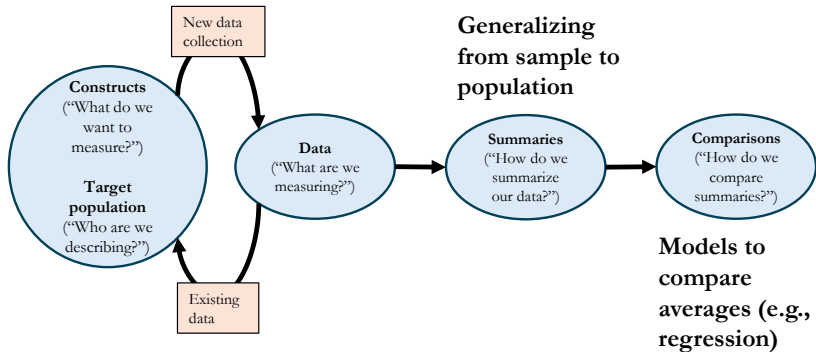 New data
collection
Generalizing
from sample to
population
Constructs
(“What do we
want to
measure?”)
Target
population
(“Who are we
describing?”)
Data
(“What are we
measuring?”)
Summaries
(“How do we
summarize
our data?”)
Comparisons
(“How do we
compare
summaries?”)
Existing
data
Models to
compare
averages (e.g.,
regression)